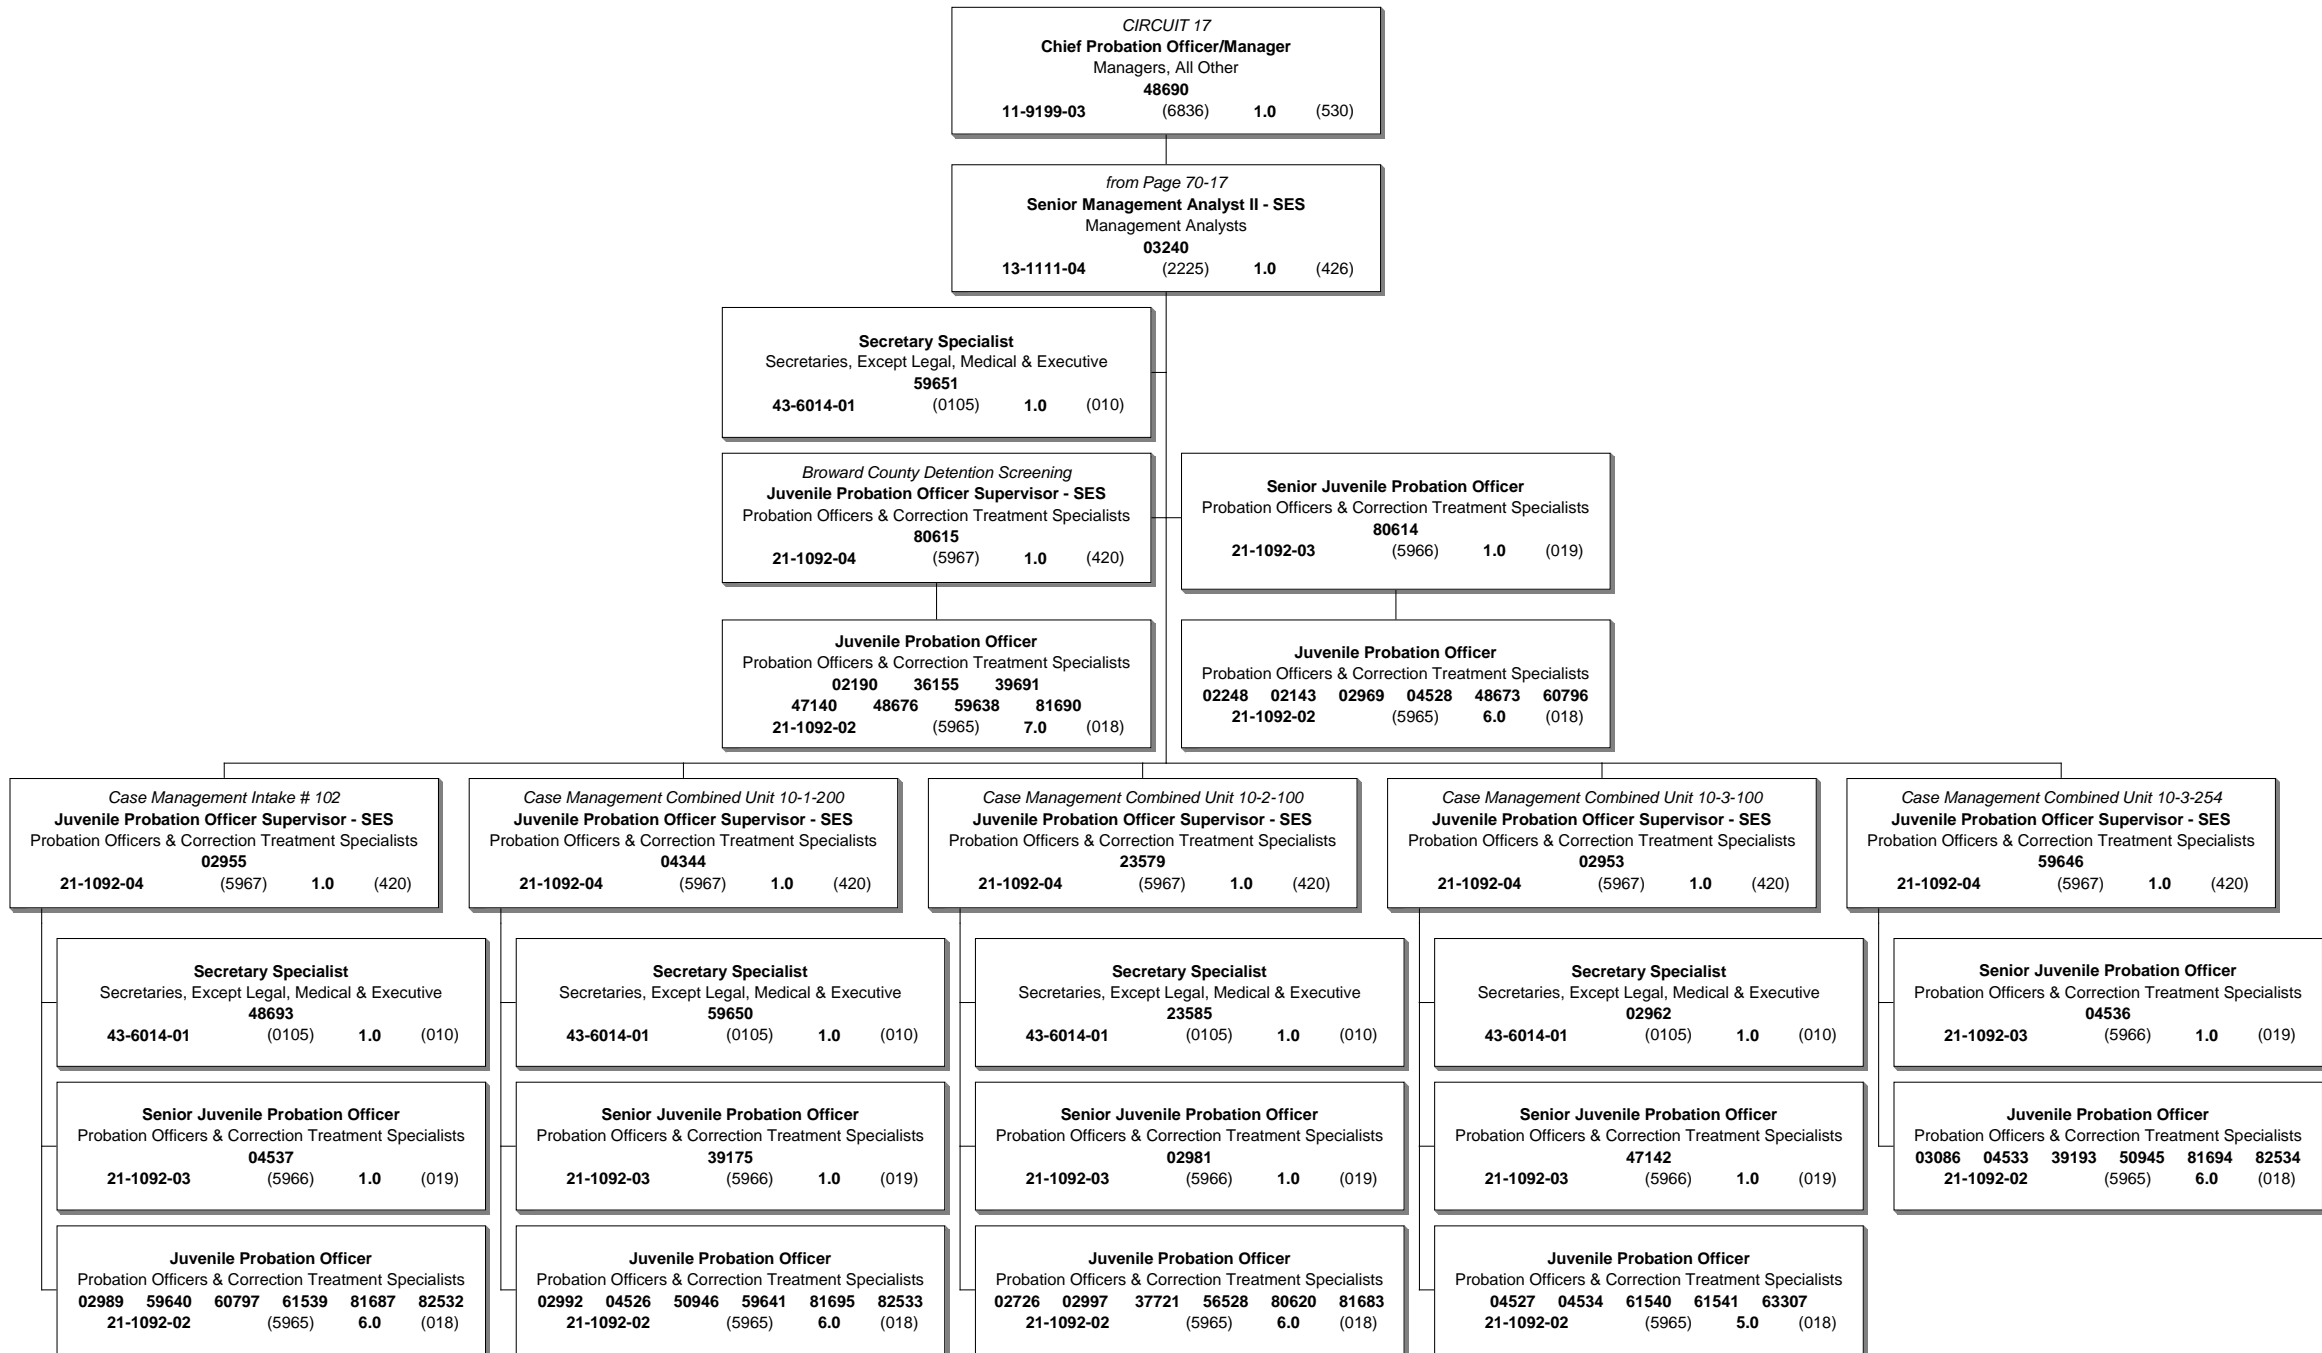 CIRCUIT 17
Chief Probation Officer/Manager
Managers, All Other
48690
11-9199-03 (6836) 1.0 (530)
from Page 70-17
Senior Management Analyst II - SES
Management Analysts
03240
13-1111-04 (2225) 1.0 (426)
Secretary Specialist
Secretaries, Except Legal, Medical & Executive
59651
43-6014-01 (0105) 1.0 (010)
Broward County Detention Screening
Juvenile Probation Officer Supervisor - SES
Probation Officers & Correction Treatment Specialists
80615
21-1092-04 (5967) 1.0 (420)
Senior Juvenile Probation Officer
Probation Officers & Correction Treatment Specialists
80614
21-1092-03 (5966) 1.0 (019)
Juvenile Probation Officer
Probation Officers & Correction Treatment Specialists
02190 36155 39691
47140 48676 59638 81690
21-1092-02 (5965) 7.0 (018)
Juvenile Probation Officer
Probation Officers & Correction Treatment Specialists
02248 02143 02969 04528 48673 60796
21-1092-02 (5965) 6.0 (018)
Case Management Intake # 102
Juvenile Probation Officer Supervisor - SES
Probation Officers & Correction Treatment Specialists
02955
21-1092-04 (5967) 1.0 (420)
Secretary Specialist
Secretaries, Except Legal, Medical & Executive
48693
43-6014-01 (0105) 1.0 (010)
Senior Juvenile Probation Officer
Probation Officers & Correction Treatment Specialists
04537
21-1092-03 (5966) 1.0 (019)
Juvenile Probation Officer
Probation Officers & Correction Treatment Specialists
02989 59640 60797 61539 81687 82532
21-1092-02 (5965) 6.0 (018)
Case Management Combined Unit 10-1-200
Juvenile Probation Officer Supervisor - SES
Probation Officers & Correction Treatment Specialists
04344
21-1092-04 (5967) 1.0 (420)
Secretary Specialist
Secretaries, Except Legal, Medical & Executive
59650
43-6014-01 (0105) 1.0 (010)
Senior Juvenile Probation Officer
Probation Officers & Correction Treatment Specialists
39175
21-1092-03 (5966) 1.0 (019)
Juvenile Probation Officer
Probation Officers & Correction Treatment Specialists
02992 04526 50946 59641 81695 82533
21-1092-02 (5965) 6.0 (018)
Case Management Combined Unit 10-2-100
Juvenile Probation Officer Supervisor - SES
Probation Officers & Correction Treatment Specialists
23579
21-1092-04 (5967) 1.0 (420)
Secretary Specialist
Secretaries, Except Legal, Medical & Executive
23585
43-6014-01 (0105) 1.0 (010)
Senior Juvenile Probation Officer
Probation Officers & Correction Treatment Specialists
02981
21-1092-03 (5966) 1.0 (019)
Juvenile Probation Officer
Probation Officers & Correction Treatment Specialists
02726 02997 37721 56528 80620 81683
21-1092-02 (5965) 6.0 (018)
Case Management Combined Unit 10-3-100
Juvenile Probation Officer Supervisor - SES
Probation Officers & Correction Treatment Specialists
02953
21-1092-04 (5967) 1.0 (420)
Secretary Specialist
Secretaries, Except Legal, Medical & Executive
02962
43-6014-01 (0105) 1.0 (010)
Senior Juvenile Probation Officer
Probation Officers & Correction Treatment Specialists
47142
21-1092-03 (5966) 1.0 (019)
Juvenile Probation Officer
Probation Officers & Correction Treatment Specialists
04527 04534 61540 61541 63307
21-1092-02 (5965) 5.0 (018)
Case Management Combined Unit 10-3-254
Juvenile Probation Officer Supervisor - SES
Probation Officers & Correction Treatment Specialists
59646
21-1092-04 (5967) 1.0 (420)
Senior Juvenile Probation Officer
Probation Officers & Correction Treatment Specialists
04536
21-1092-03 (5966) 1.0 (019)
Juvenile Probation Officer
Probation Officers & Correction Treatment Specialists
03086 04533 39193 50945 81694 82534
21-1092-02 (5965) 6.0 (018)